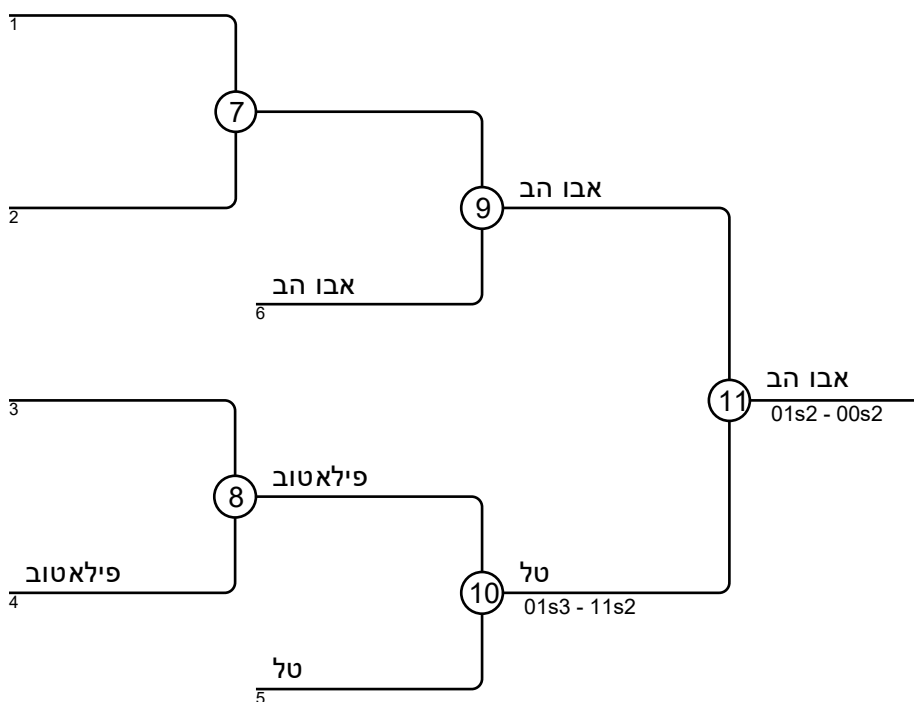 1
7
2
9
אבו הב
אבו הב
6
3
11
אבו הב
01s2 - 00s2
8
פילאטוב
פילאטוב
4
10
טל
01s3 - 11s2
טל
5